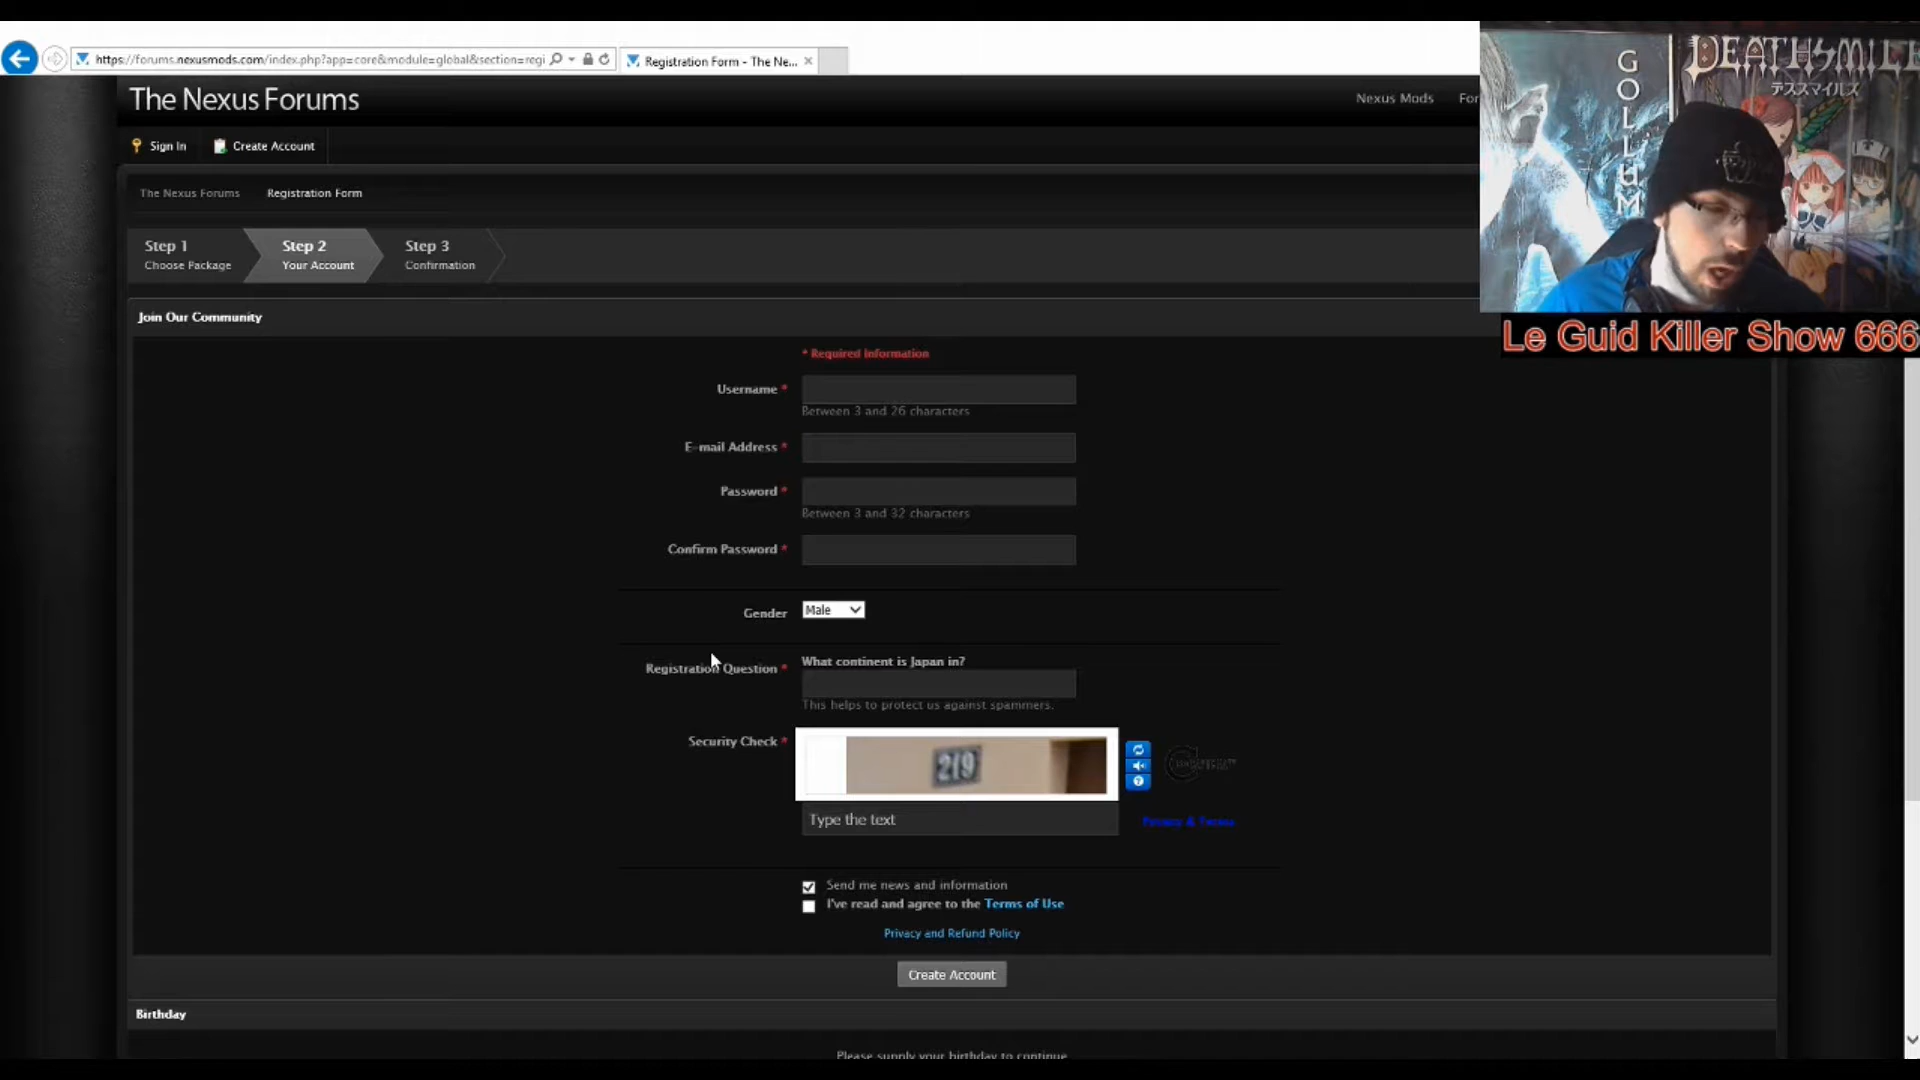 https://forums.nexusmods.com/index.php?app=core&module=global&section=regi
Registration Form - The Ne...
The Nexus Forums
Nexus Mods
For
Sign In
Create Account
The Nexus Forums
Registration Form
Step 1
Choose Package
Step 2
Your Account
Step 3
Confirmation
Join Our Community
* Required Information
Username *
Between 3 and 26 characters
E-mail Address *
Password *
Between 3 and 32 characters
Confirm Password *
Gender
Male
Registration Question *
What continent is Japan in?
This helps to protect us against spammers.
Security Check *
219
Type the text
Privacy & Terms
Send me news and information
I've read and agree to the Terms of Use
Privacy and Refund Policy
Create Account
Birthday
Please supply your birthday to continue
GOLLUM
DEATHSMILE
デススマイルズ
Le Guid Killer Show 666